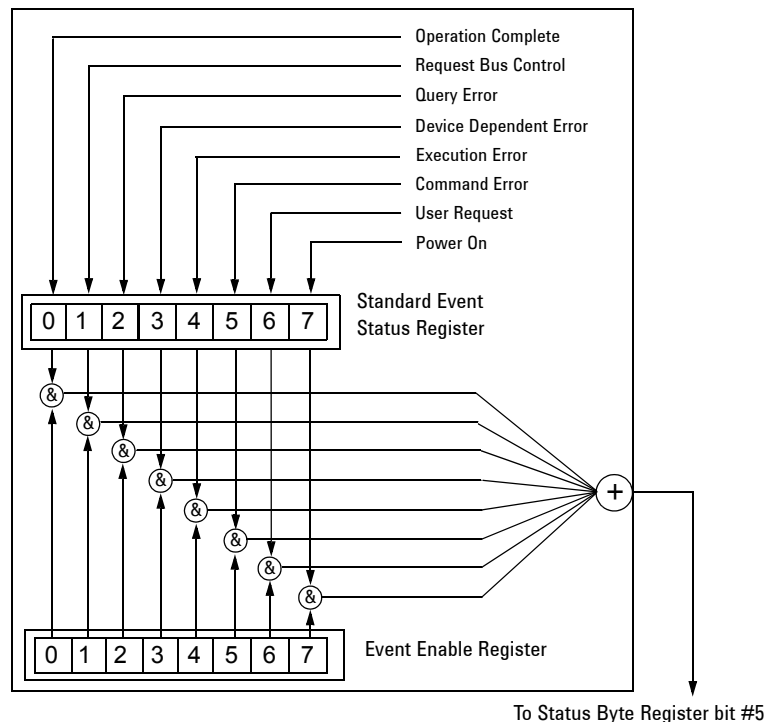 Operation Complete
Request Bus Control
Query Error
Device Dependent Error
Execution Error
Command Error
User Request
Power On
Standard Event
Status Register
0 1 2 3 4 5 6 7
&
&
&
&
&
&
&
&
+
0 1 2 3 4 5 6 7
Event Enable Register
To Status Byte Register bit #5